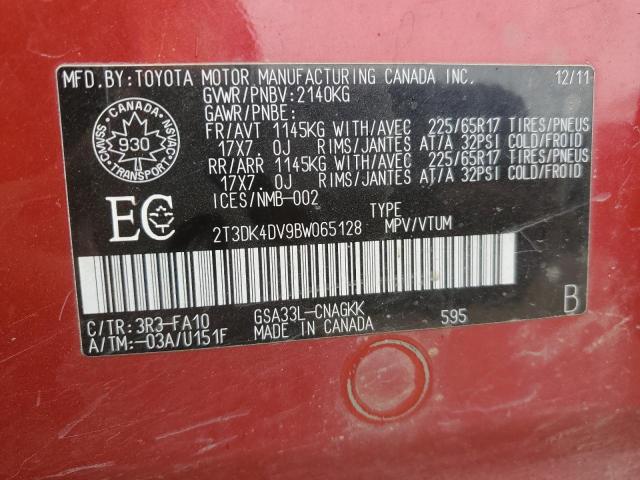 MFD.BY:TOYOTA MOTOR MANUFACTURING CANADA INC. 12/11
GVWR/PNBV:2140KG
GAWR/PNBE:
FR/AVT 1145KG WITH/AVEC 225/65R17 TIRES/PNEUS
17X7.0J RIMS/JANTES AT/A 32PSI COLD/FROID
RR/ARR 1145KG WITH/AVEC 225/65R17 TIRES/PNEUS
17X7.0J RIMS/JANTES AT/A 32PSI COLD/FROID
ICES/NMB-002
CANADA
CMVSS 930 NSVAC
TRANSPORT
EC
TYPE
2T3DK4DV9BW065128 MPV/VTUM
B
C/TR: 3R3-FA10 GSA33L-CNAGKK 595
A/TM:-03A/U151F MADE IN CANADA